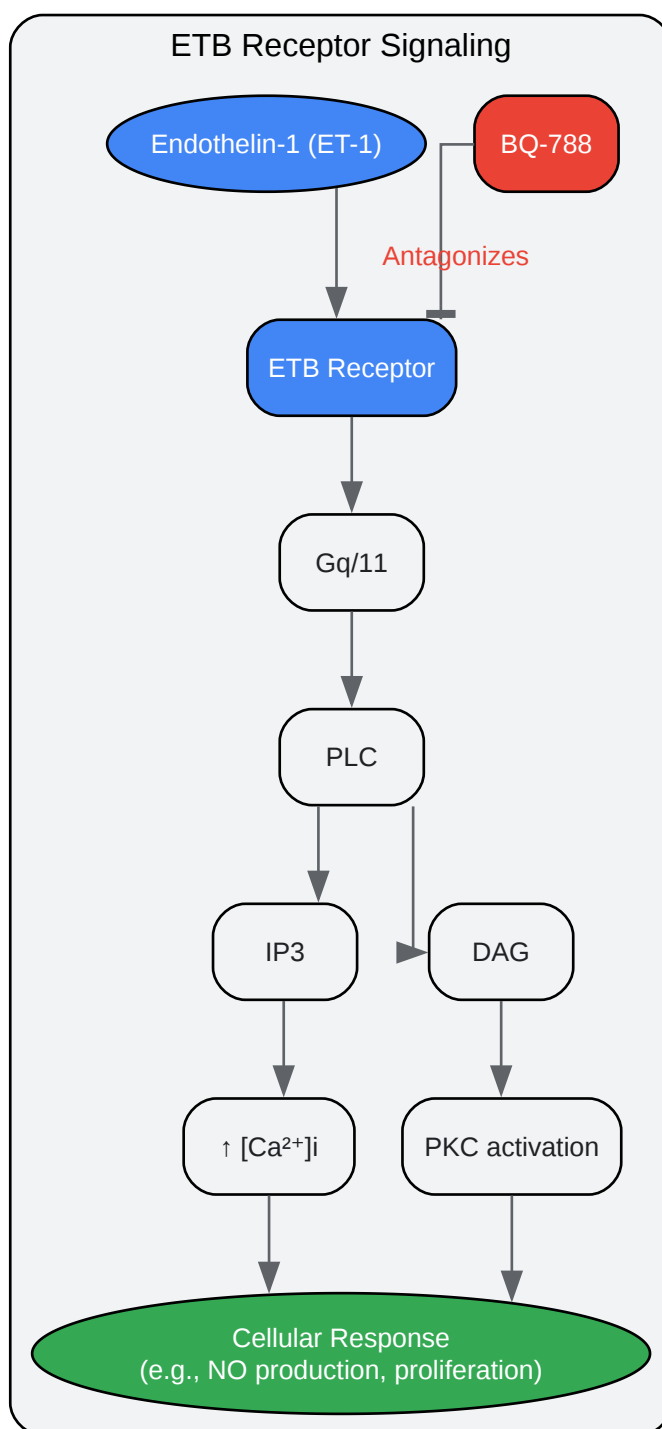 ETB Receptor Signaling
Endothelin-1 (ET-1)
BQ-788
Antagonizes
ETB Receptor
Gq/11
PLC
IP3
DAG
↑ [Ca²⁺]i
PKC activation
Cellular Response
(e.g., NO production, proliferation)